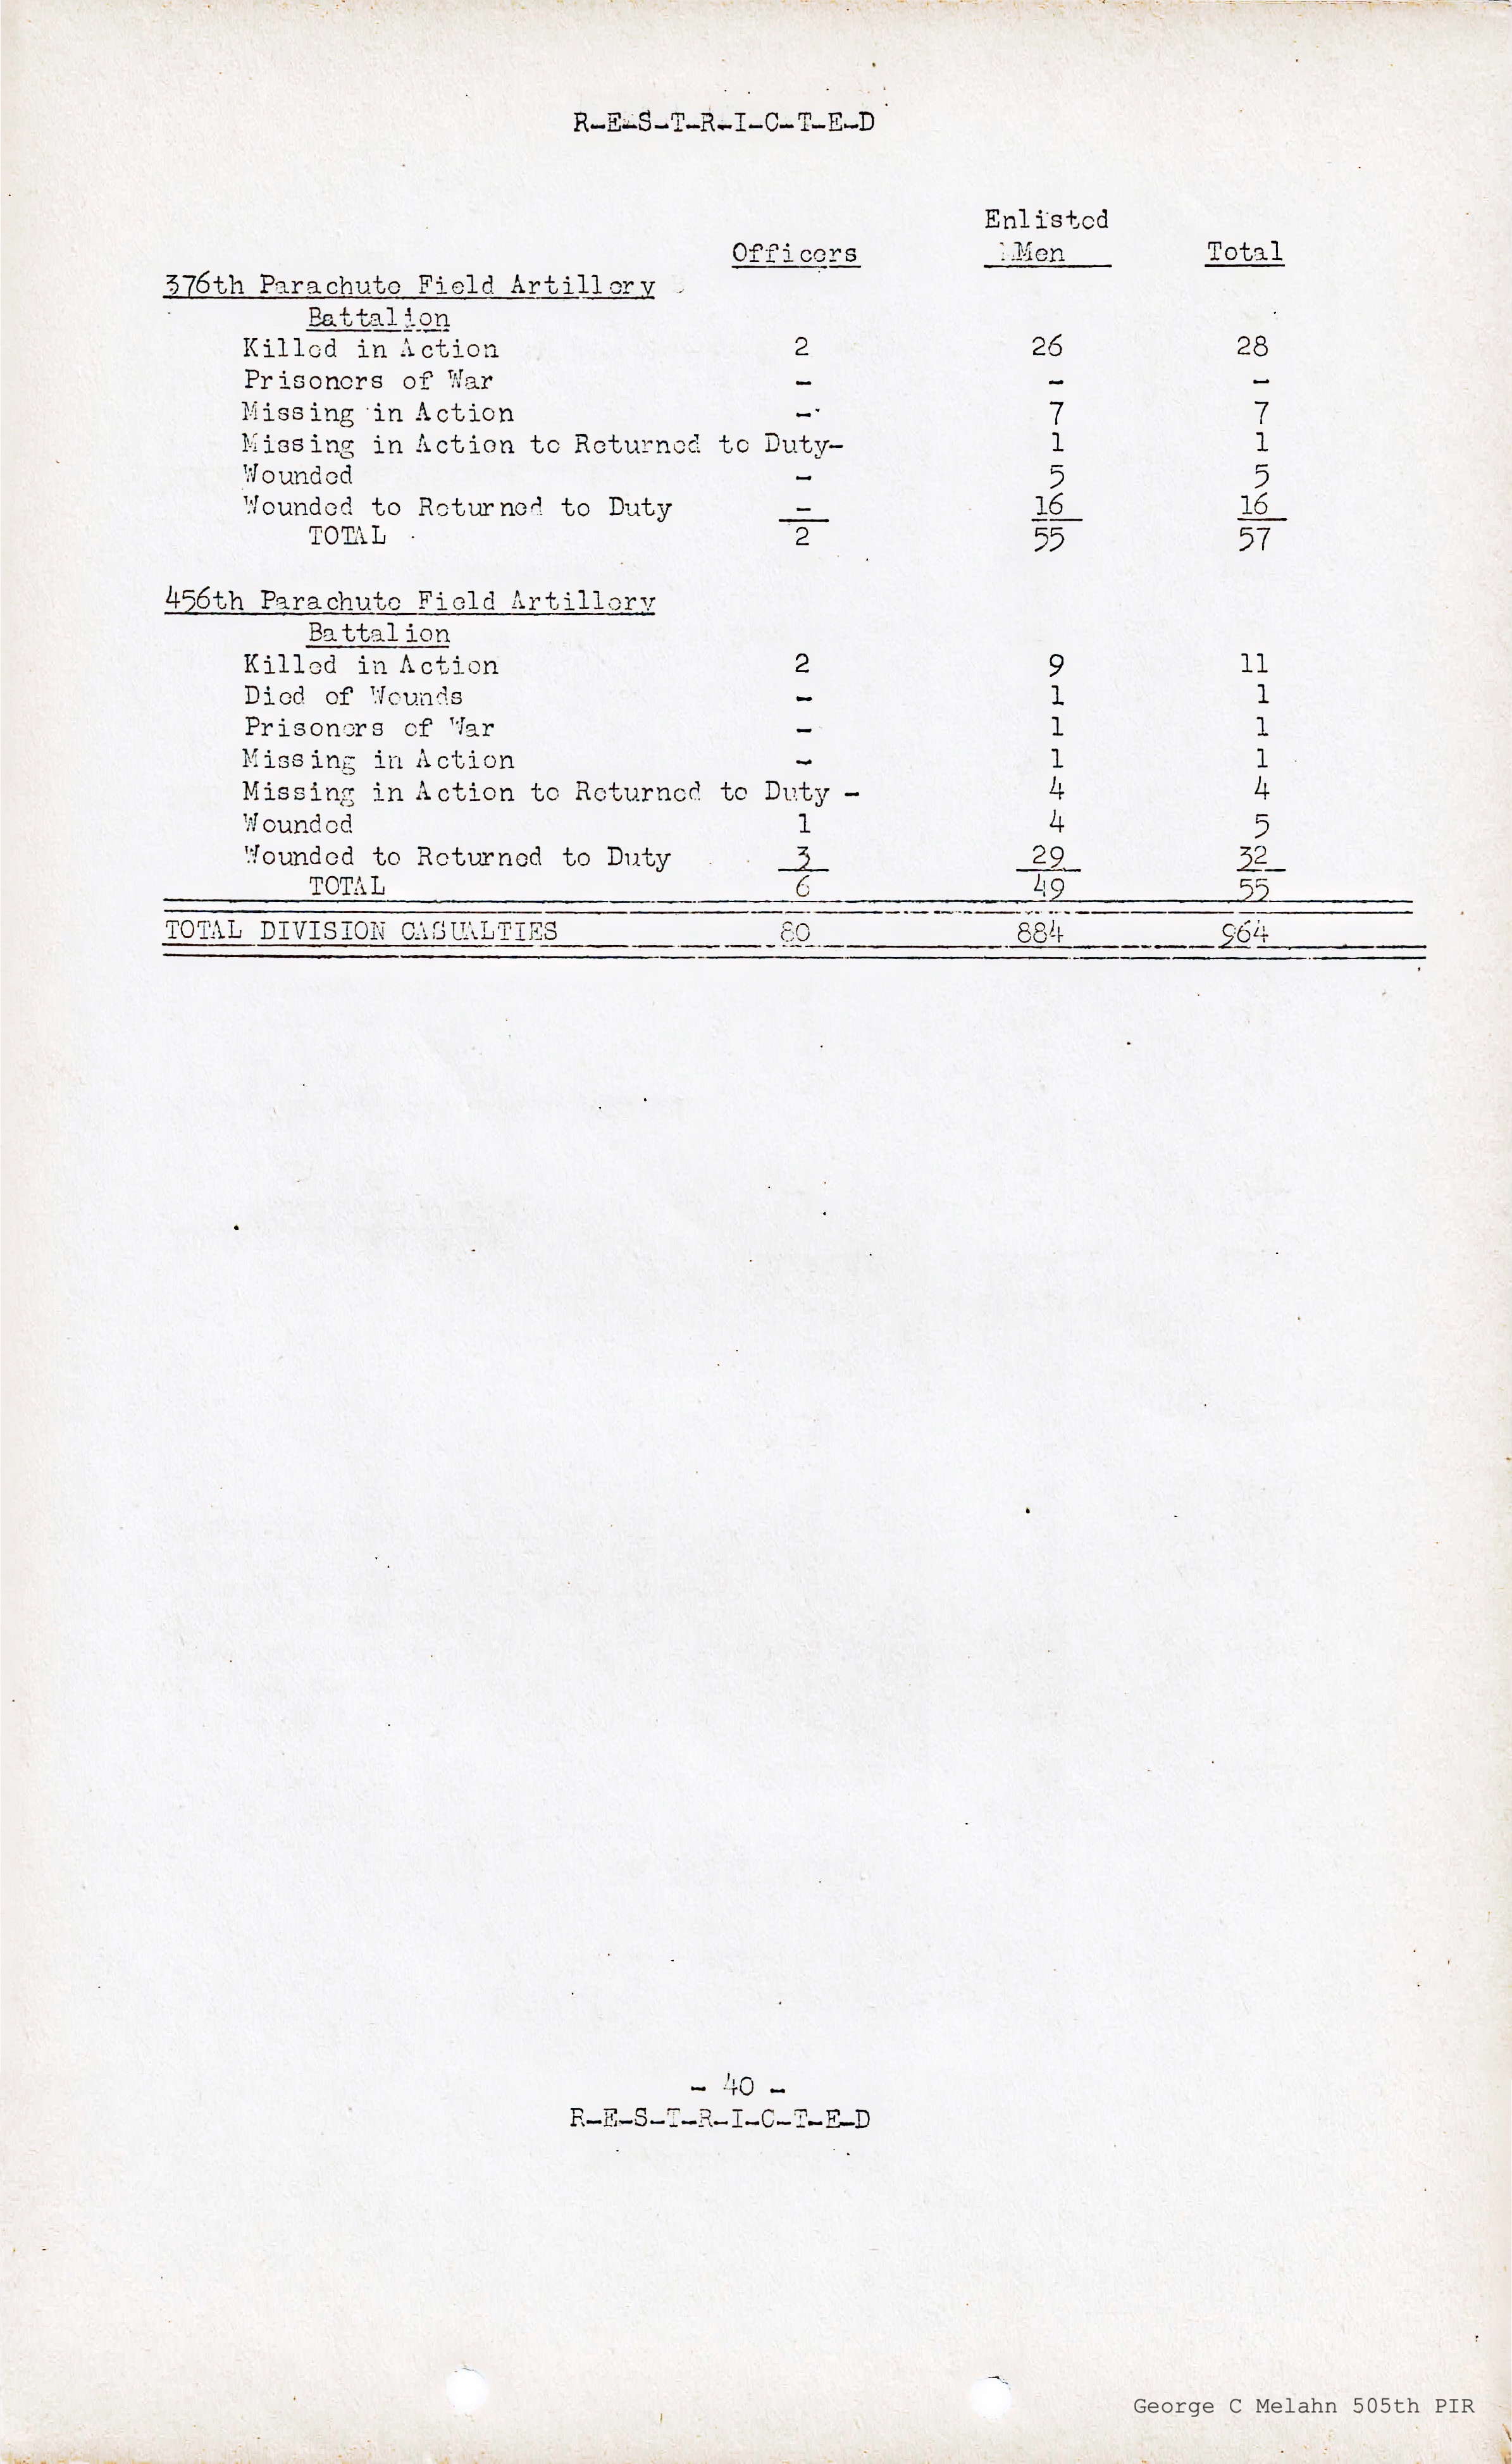 R-E-S-T-R-I-C-T-E-D
Enlisted
Officers Men Total
376th Parachute Field Artillery
Battalion
Killed in Action 2 26 28
Prisoners of War - - -
Missing in Action - 7 7
Missing in Action to Returned to Duty- 1 1
Wounded - 5 5
Wounded to Returned to Duty - 16 16
TOTAL 2 55 57
456th Parachute Field Artillery
Battalion
Killed in Action 2 9 11
Died of Wounds - 1 1
Prisoners of War - 1 1
Missing in Action - 1 1
Missing in Action to Returned to Duty - 4 4
Wounded 1 4 5
Wounded to Returned to Duty 3 29 32
TOTAL 6 49 55
TOTAL DIVISION CASUALTIES 80 884 964
- 40 -
R-E-S-T-R-I-C-T-E-D
George C Melahn 505th PIR